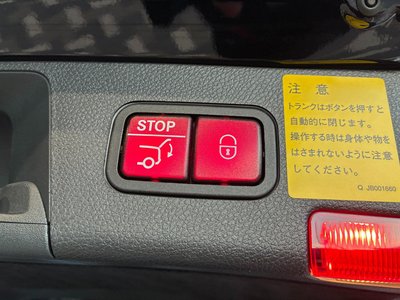 STOP
注 意
トランクはボタンを押すと
自動的に閉じます。
操作する時は身体や物を
はさまれないように注意
してください。
Q JB001660